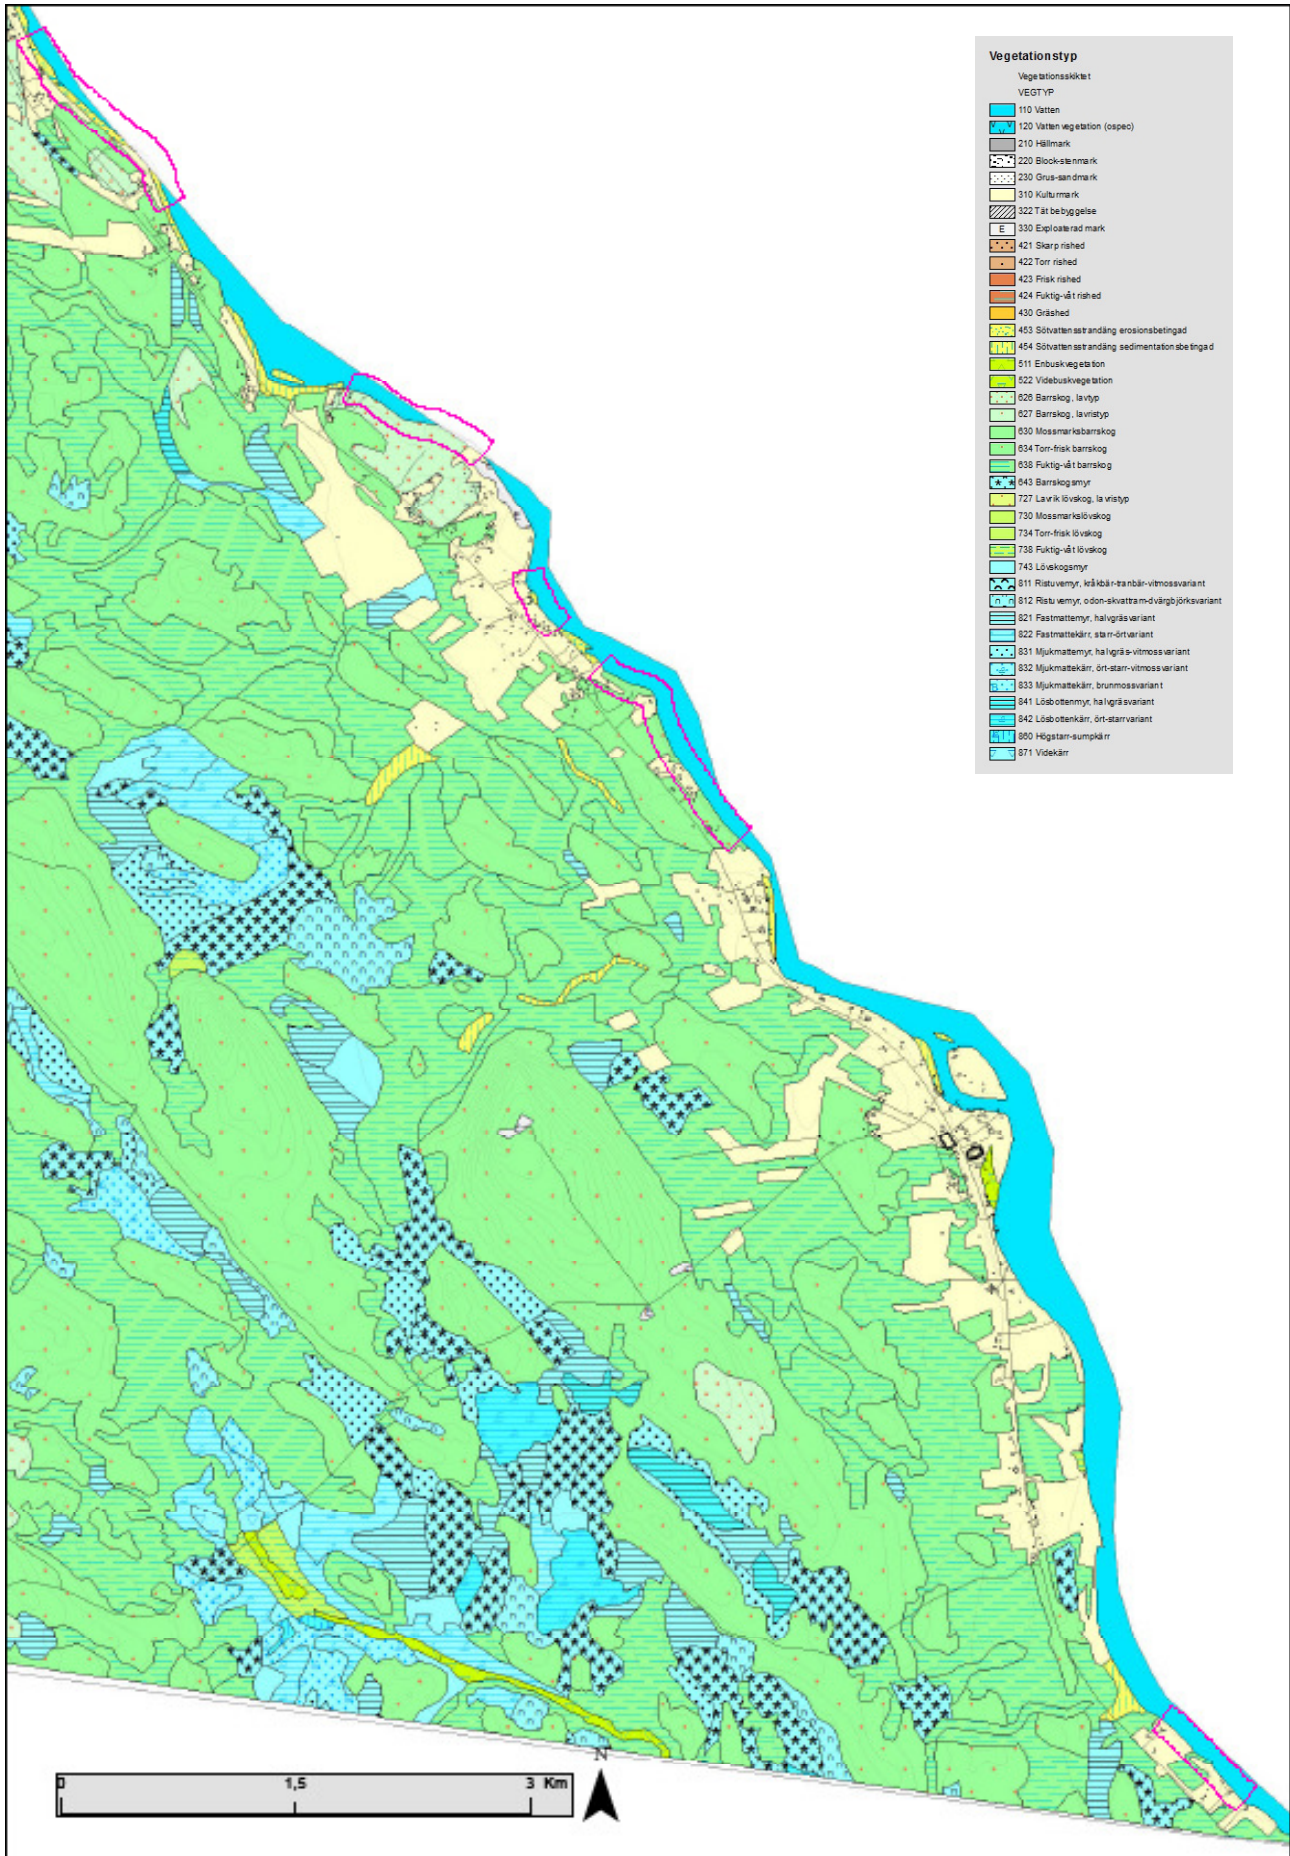 Vegetationstyp
Vegetationsskiktet
VEGTYP
110 Vatten
120 Vattenvegetation (ospec)
210 Hällmark
220 Block-stenmark
230 Grus-sandmark
310 Kulturmark
322 Tät bebyggelse
E 330 Exploaterad mark
421 Skarp rished
422 Torr rished
423 Frisk rished
424 Fuktig-våt rished
430 Gräshed
453 Sötvattensstrandäng erosionsbetingad
454 Sötvattensstrandäng sedimentationsbetingad
511 Enbuskvegetation
522 Videbuskvegetation
626 Barrskog, lavtyp
627 Barrskog, lavristyp
630 Mossmarksbarrskog
634 Torr-frisk barrskog
638 Fuktig-våt barrskog
643 Barrskogsmyr
727 Lavrik lövskog, lavristyp
730 Mossmarkslövskog
734 Torr-frisk lövskog
738 Fuktig-våt lövskog
743 Lövskogsmyr
811 Ristuvemyr, kråkbär-tranbär-vitmossvariant
812 Ristuvemyr, odon-skvattram-dvärgbjörksvariant
821 Fastmattemyr, halvgräsvariant
822 Fastmattekärr, starr-örtvariant
831 Mjukmattemyr, halvgräs-vitmossvariant
832 Mjukmattekärr, ört-starr-vitmossvariant
833 Mjukmattekärr, brunmossvariant
841 Lösbottenmyr, halvgräsvariant
842 Lösbottenkärr, ört-starrvariant
860 Högstarr-sumpkärr
871 Videkärr
N
0 1,5 3 Km